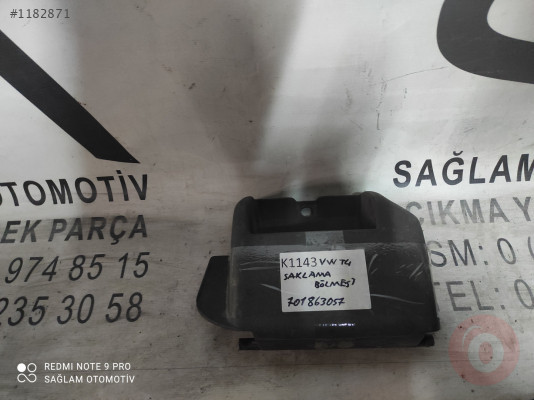 #1182871
OTOMOTİV
EK PARÇA
974 85 15
235 30 58
SAĞLAM
ÇIKMA Y
SM: 0 (
TEL: 0
K1143 VW T4
SAKLAMA
BÖLMESİ
701863057
REDMI NOTE 9 PRO
SAĞLAM OTOMOTİV